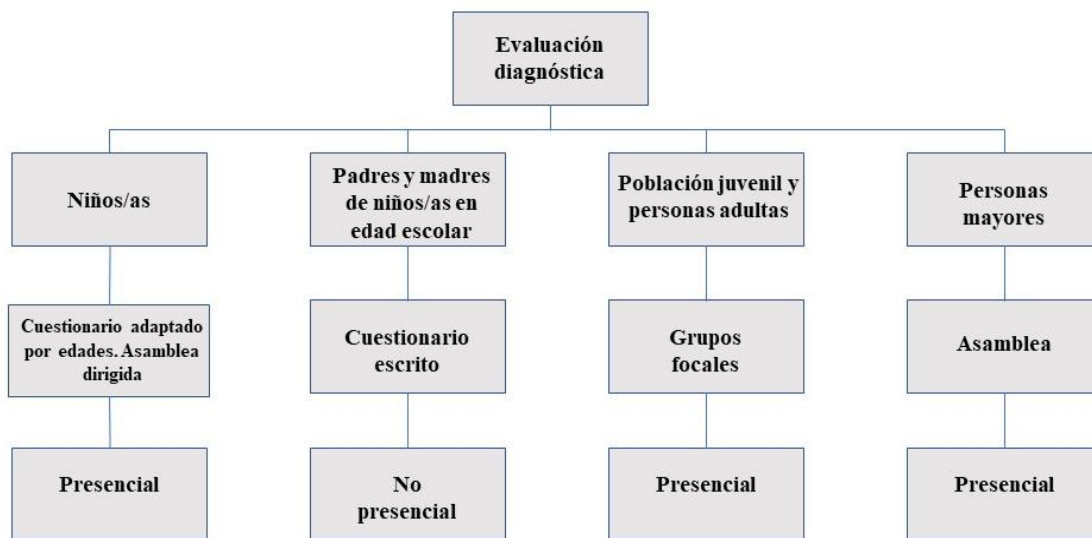 Evaluación
diagnóstica
Niños/as
Padres y madres
de niños/as en
edad escolar
Población juvenil y
personas adultas
Personas
mayores
Cuestionario adaptado
por edades. Asamblea
dirigida
Cuestionario
escrito
Grupos
focales
Asamblea
Presencial
No
presencial
Presencial
Presencial